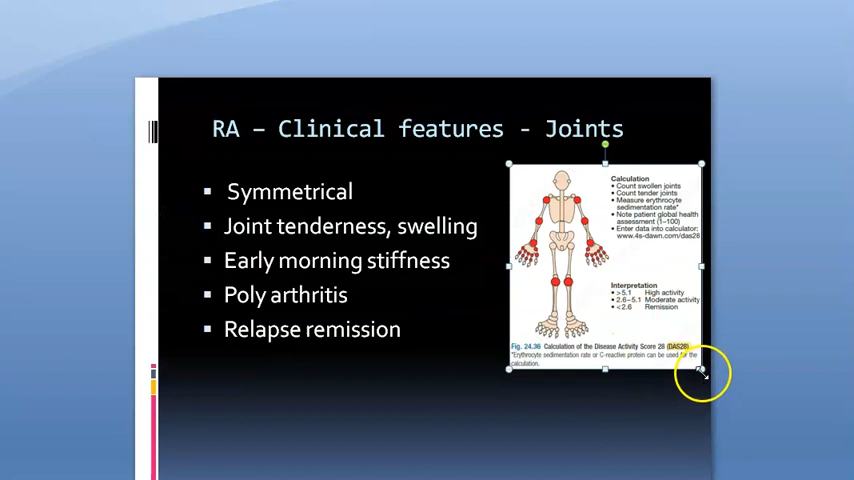 RA – Clinical features - Joints
Symmetrical
Joint tenderness, swelling
Early morning stiffness
Poly arthritis
Relapse remission
Calculation
• Count swollen joints
• Count tender joints
• Measure erythrocyte
sedimentation rate*
• Note patient global health
assessment (1–100)
• Enter data into calculator:
www.4s-dawn.com/das28
Interpretation
• >5.1 High activity
• 2.6–5.1 Moderate activity
• <2.6 Remission
Fig. 24.36 Calculation of the Disease Activity Score 28 (DAS28)
*Erythrocyte sedimentation rate or C-reactive protein can be used for the
calculation.